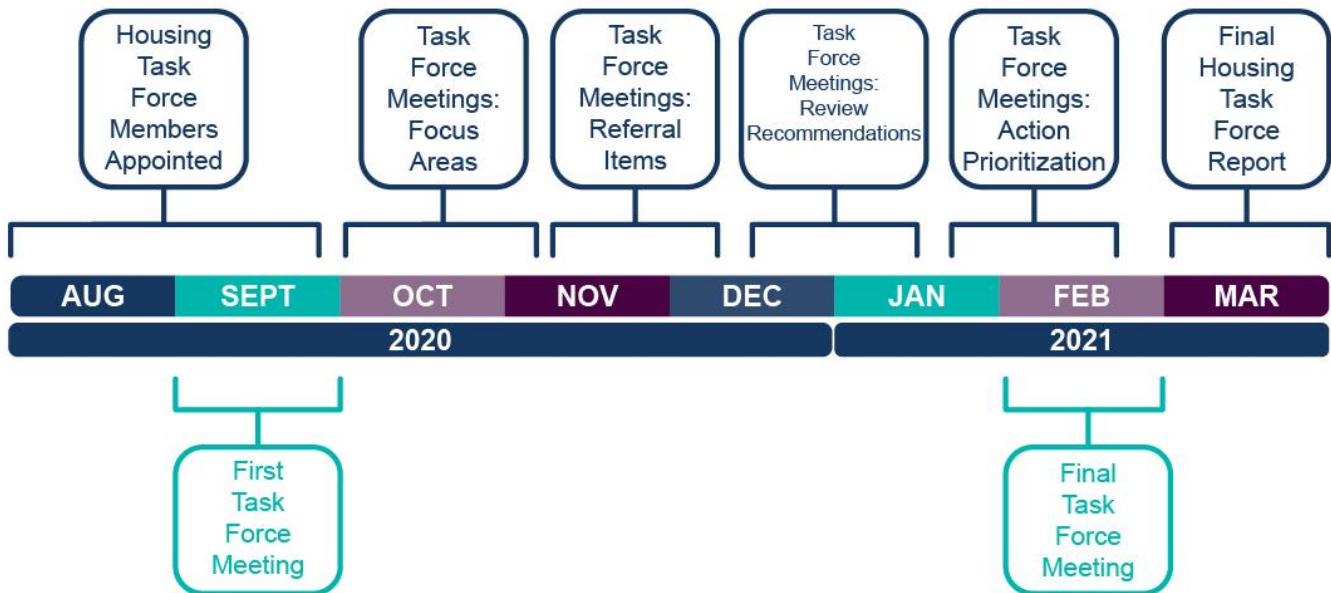 Housing
Task
Force
Members
Appointed
Task
Force
Meetings:
Focus
Areas
Task
Force
Meetings:
Referral
Items
Task
Force
Meetings:
Review
Recommendations
Task
Force
Meetings:
Action
Prioritization
Final
Housing
Task
Force
Report
AUG SEPT OCT NOV DEC JAN FEB MAR
2020 2021
First
Task
Force
Meeting
Final
Task
Force
Meeting